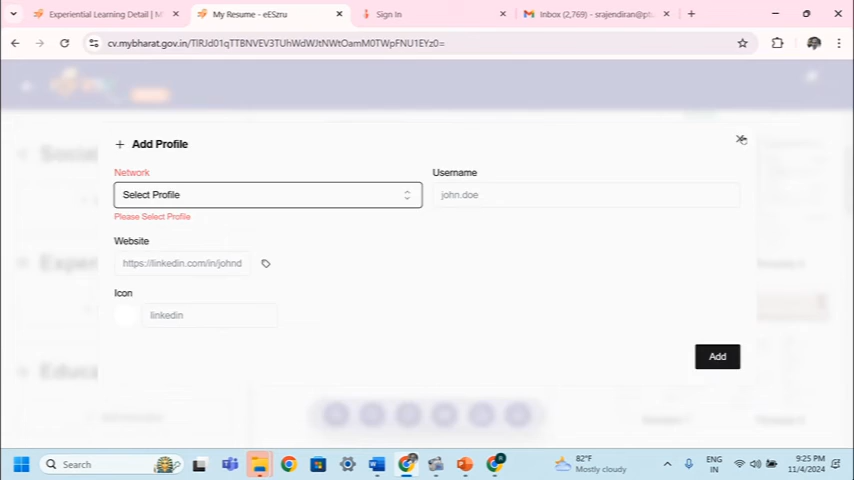 Experiential Learning Detail | M
My Resume - eESzru
Sign In
Inbox (2,769) - srajendiran@pt
cv.mybharat.gov.in/TlRJd01qTTBNVEV3TUhWdWJtNWtOamM0TWpFNU1EYz0=
Add Profile
Network
Username
Select Profile
john.doe
Please Select Profile
Website
https://linkedin.com/in/johnd
Icon
linkedin
Add
Search
82°F
Mostly cloudy
ENG
IN
9:25 PM
11/4/2024